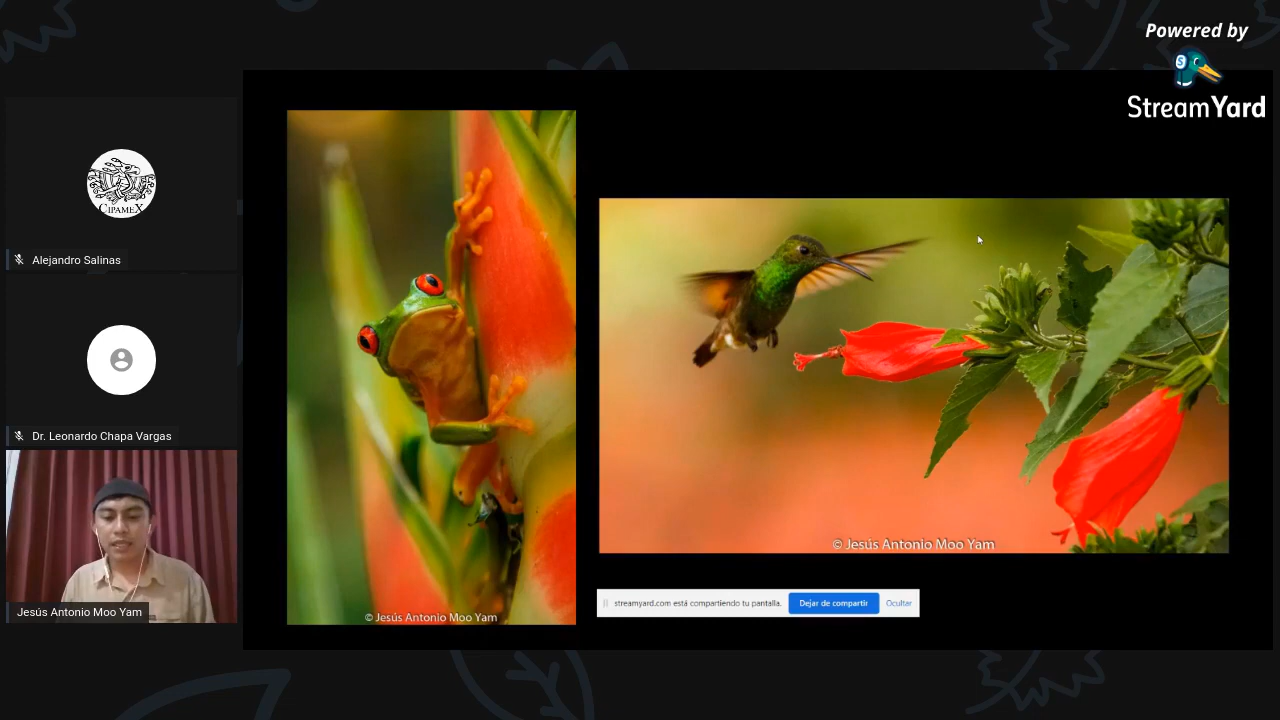 Powered by
StreamYard
CIPAMEX
Alejandro Salinas
Dr. Leonardo Chapa Vargas
Jesús Antonio Moo Yam
© Jesús Antonio Moo Yam
© Jesús Antonio Moo Yam
streamyard.com está compartiendo tu pantalla.
Dejar de compartir
Ocultar